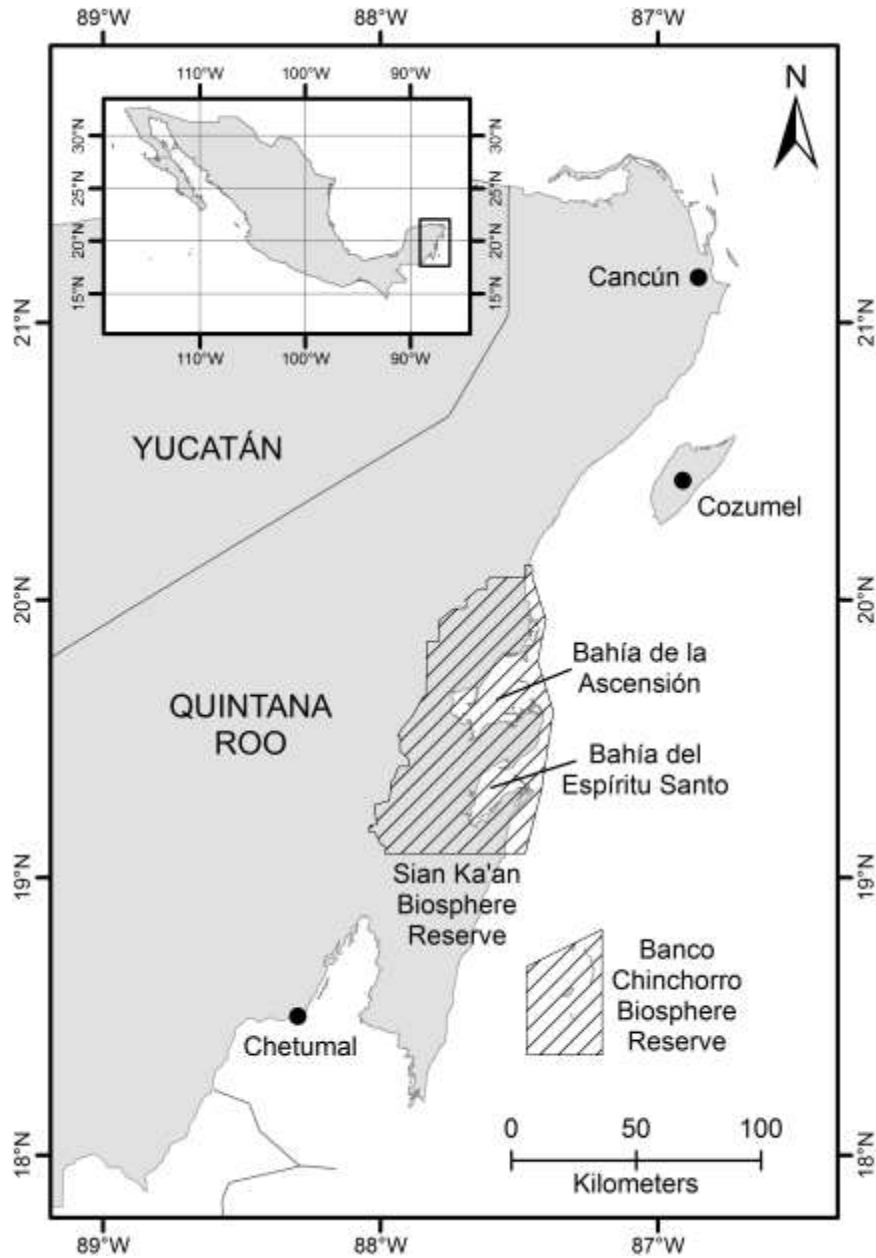 89°W
88°W
87°W
N
110°W
100°W
90°W
30°N
25°N
20°N
15°N
30°N
25°N
20°N
15°N
110°W
100°W
90°W
Cancún
21°N
21°N
YUCATÁN
Cozumel
20°N
20°N
Bahía de la
Ascensión
QUINTANA
ROO
Bahía del
Espíritu Santo
19°N
19°N
Sian Ka'an
Biosphere
Reserve
Banco
Chinchorro
Biosphere
Reserve
Chetumal
0
50
100
Kilometers
18°N
18°N
89°W
88°W
87°W